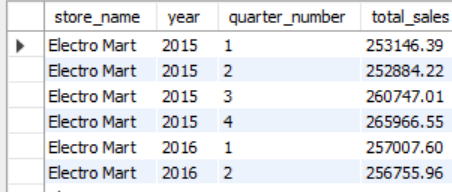 store_name year quarter_number total_sales
Electro Mart 2015 1 253146.39
Electro Mart 2015 2 252884.22
Electro Mart 2015 3 260747.01
Electro Mart 2015 4 265966.55
Electro Mart 2016 1 257007.60
Electro Mart 2016 2 256755.96